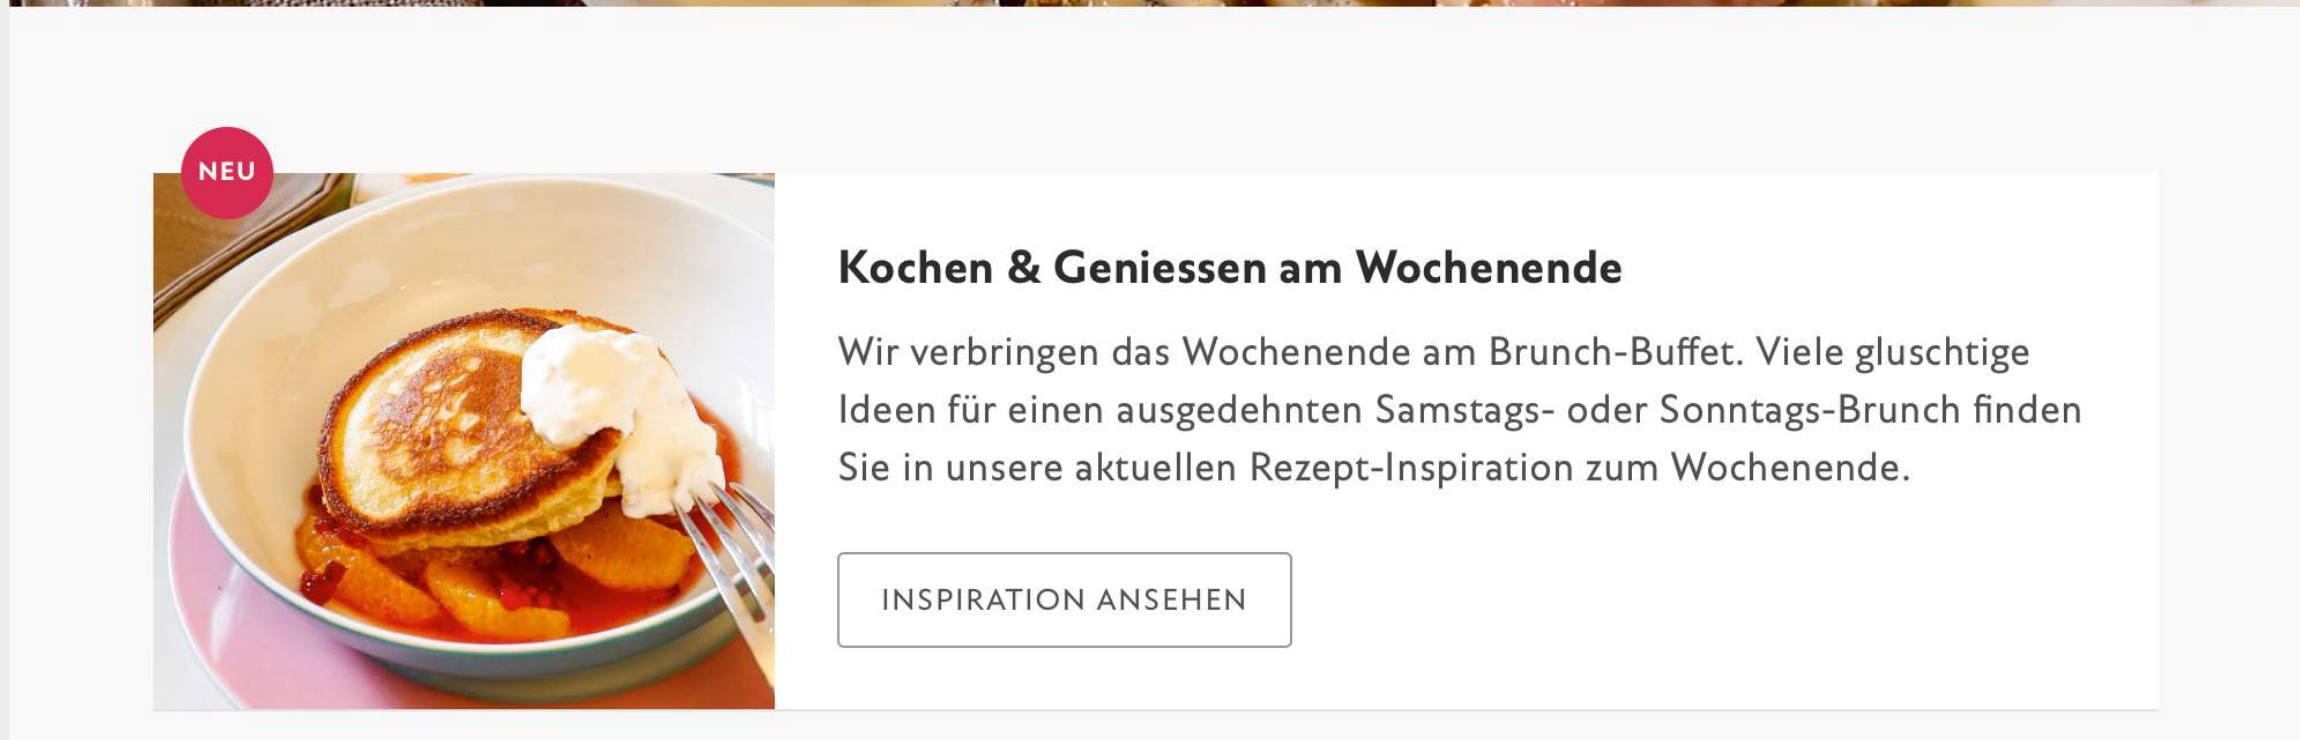 NEU
Kochen & Geniessen am Wochenende
Wir verbringen das Wochenende am Brunch-Buffet. Viele gluschtige
Ideen für einen ausgedehnten Samstags- oder Sonntags-Brunch finden
Sie in unsere aktuellen Rezept-Inspiration zum Wochenende.
INSPIRATION ANSEHEN